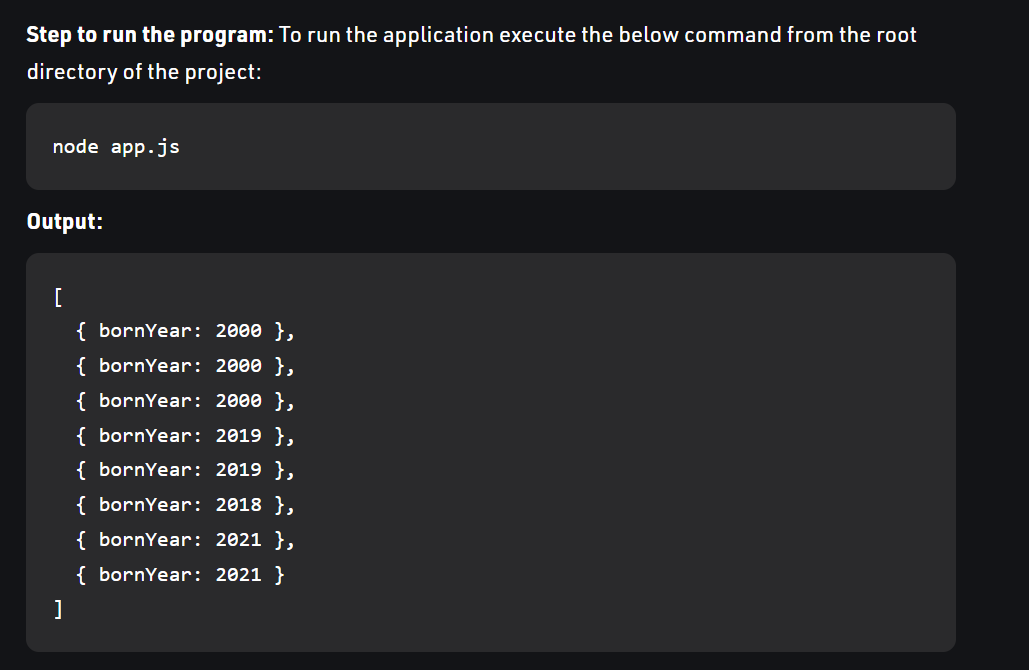 Step to run the program: To run the application execute the below command from the root
directory of the project:
node app.js
Output:
[
  { bornYear: 2000 },
  { bornYear: 2000 },
  { bornYear: 2000 },
  { bornYear: 2019 },
  { bornYear: 2019 },
  { bornYear: 2018 },
  { bornYear: 2021 },
  { bornYear: 2021 }
]